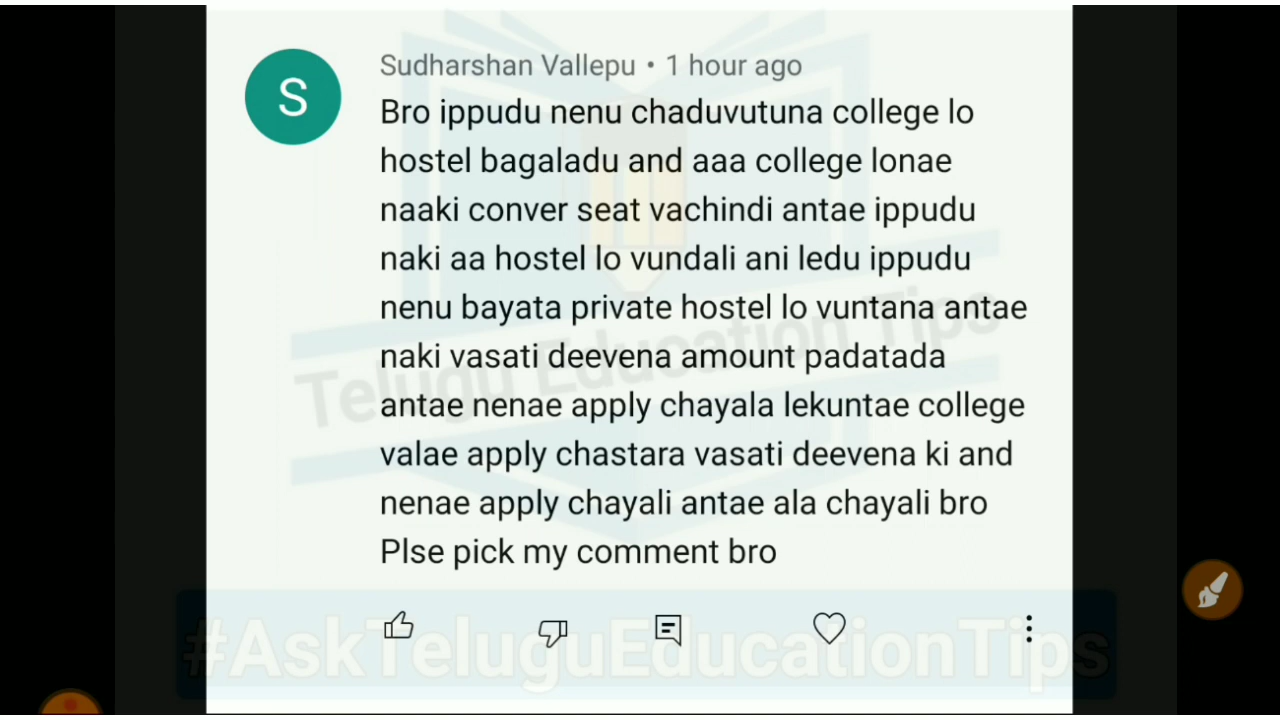 Sudharshan Vallepu • 1 hour ago
S
Bro ippudu nenu chaduvutuna college lo
hostel bagaladu and aaa college lonae
naaki conver seat vachindi antae ippudu
naki aa hostel lo vundali ani ledu ippudu
nenu bayata private hostel lo vuntana antae
naki vasati deevena amount padatada
antae nenae apply chayala lekuntae college
valae apply chastara vasati deevena ki and
nenae apply chayali antae ala chayali bro
Plse pick my comment bro
Telugu Education Tips
#AskTeluguEducationTips